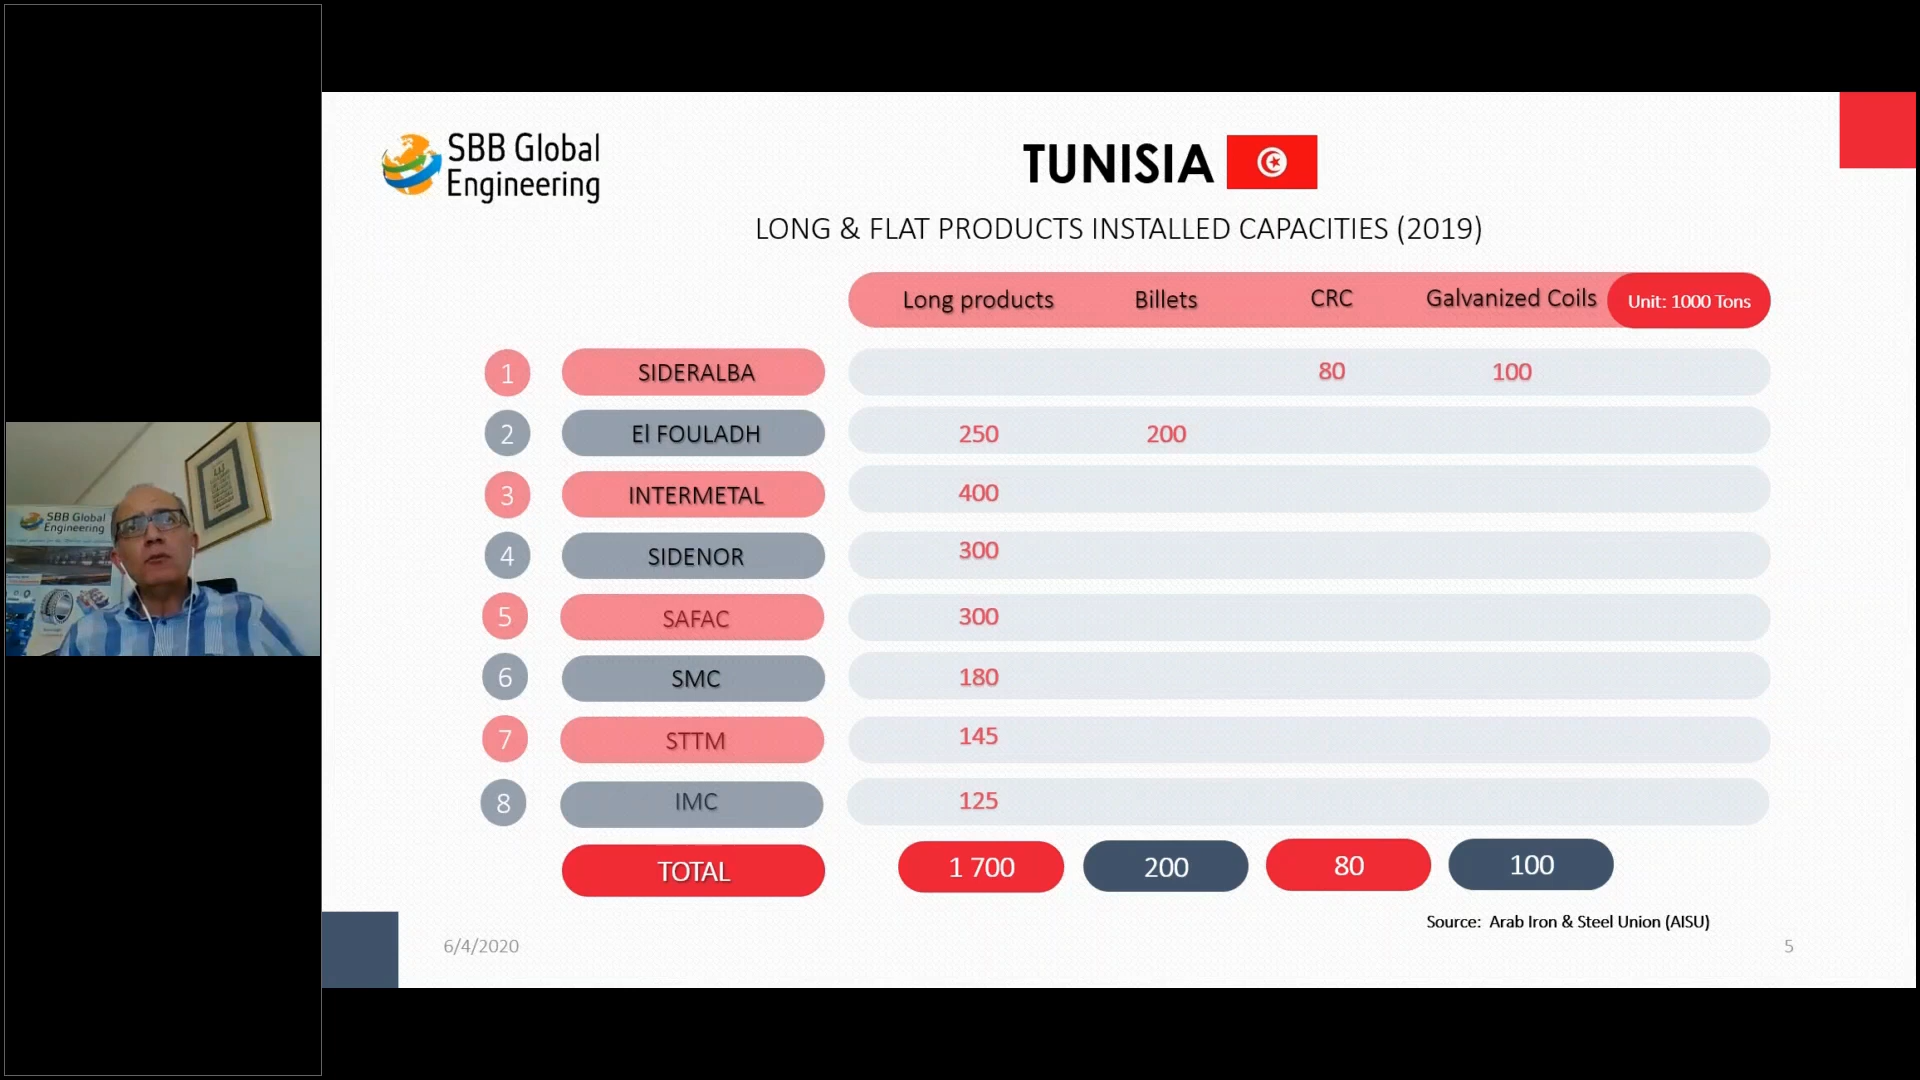 SBB Global
Engineering
TUNISIA
LONG & FLAT PRODUCTS INSTALLED CAPACITIES (2019)
Long products Billets CRC Galvanized Coils Unit: 1000 Tons
1 SIDERALBA 80 100
2 El FOULADH 250 200
3 INTERMETAL 400
4 SIDENOR 300
5 SAFAC 300
6 SMC 180
7 STTM 145
8 IMC 125
TOTAL 1 700 200 80 100
Source: Arab Iron & Steel Union (AISU)
6/4/2020 5
SBB Global
Engineering